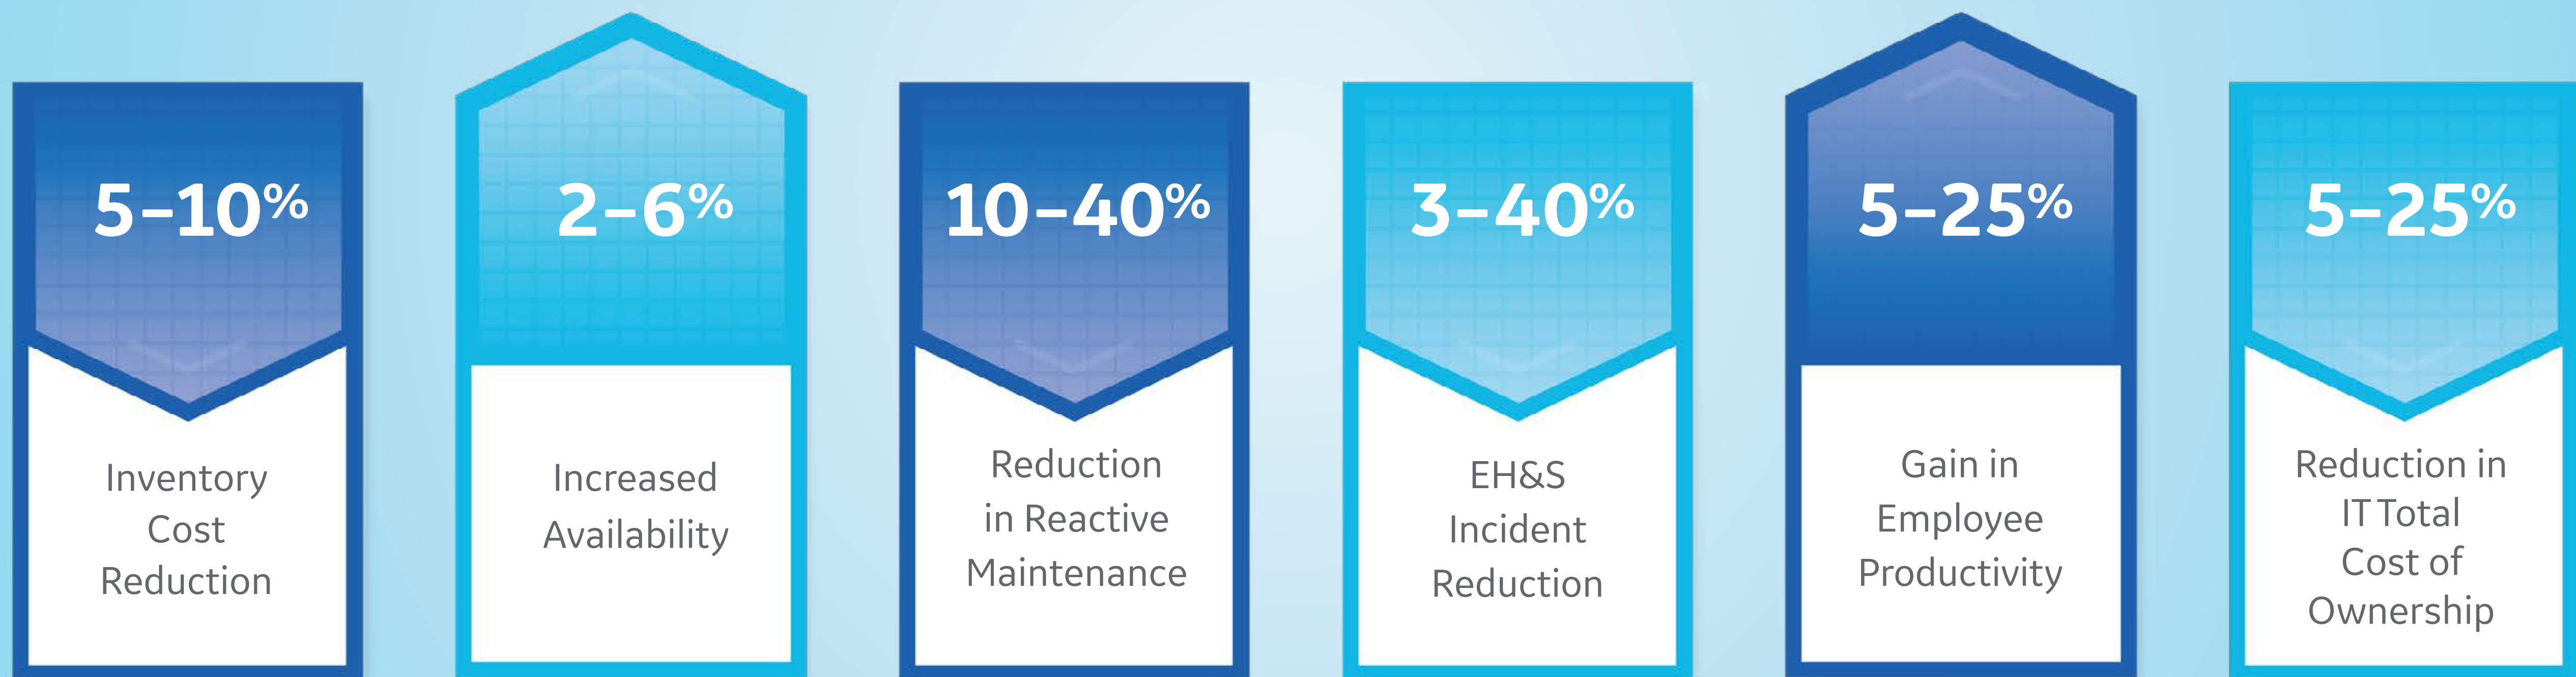 5–10%
Inventory
Cost
Reduction
2–6%
Increased
Availability
10–40%
Reduction
in Reactive
Maintenance
3–40%
EH&S
Incident
Reduction
5–25%
Gain in
Employee
Productivity
5–25%
Reduction in
IT Total
Cost of
Ownership